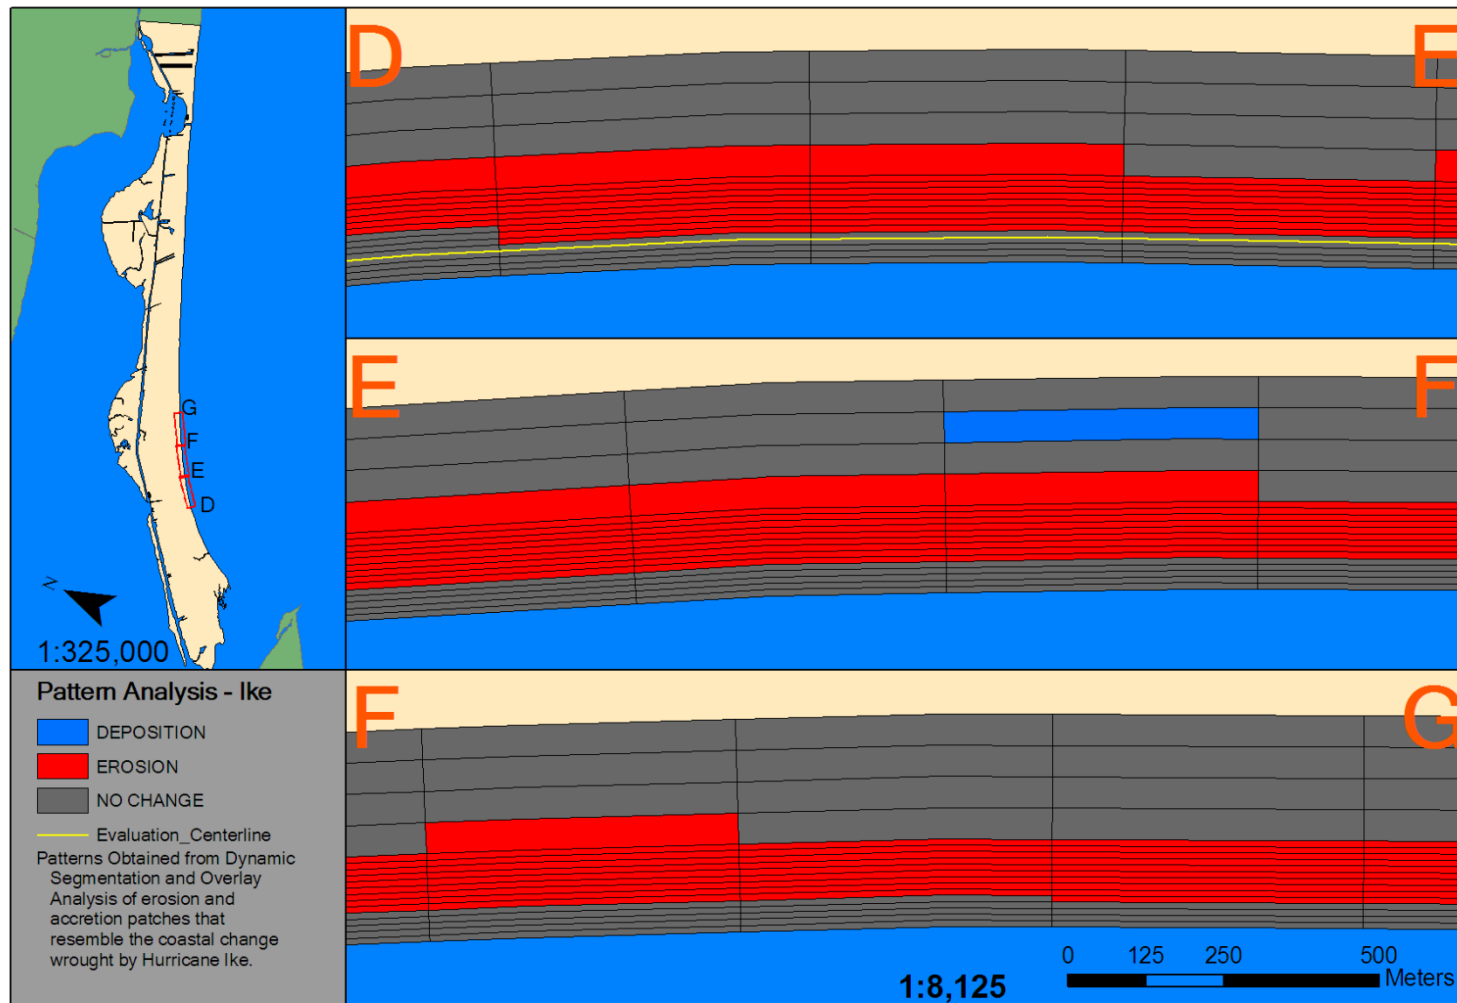 D
E
G
F
E
D
N
1:325,000
E
F
Pattern Analysis - Ike
DEPOSITION
EROSION
NO CHANGE
Evaluation_Centerline
Patterns Obtained from Dynamic
Segmentation and Overlay
Analysis of erosion and
accretion patches that
resemble the coastal change
wrought by Hurricane Ike.
F
G
0 125 250 500
Meters
1:8,125